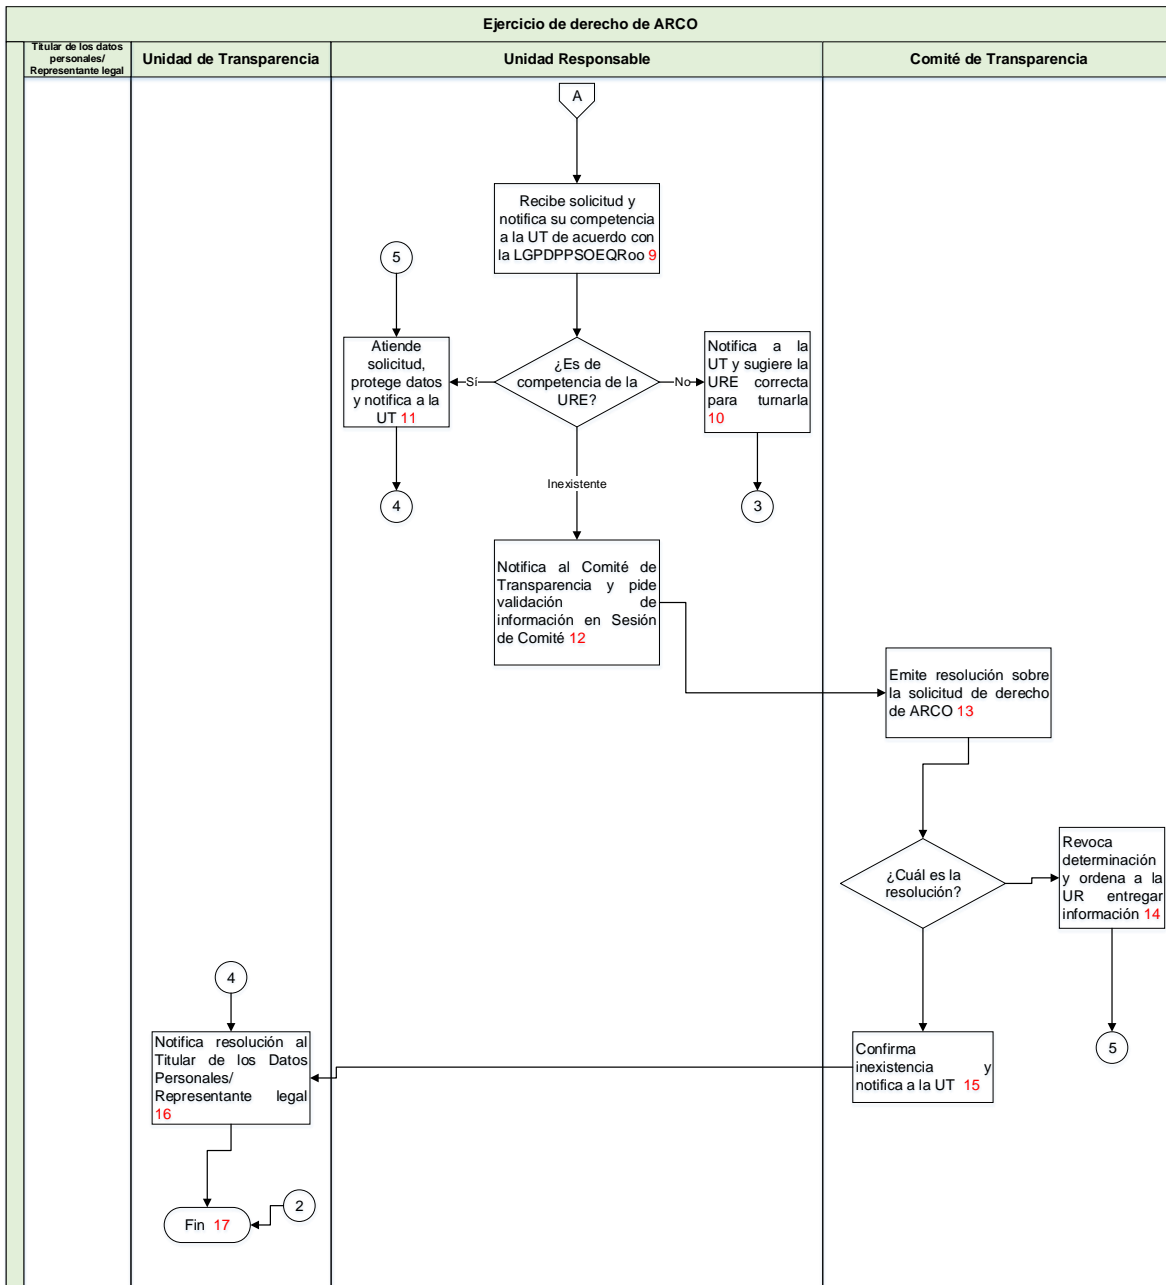 Ejercicio de derecho de ARCO
Titular de los datos
personales/
Representante legal
Unidad de Transparencia
Unidad Responsable
Comité de Transparencia
A
Recibe solicitud y
notifica su competencia
a la UT de acuerdo con
la LGPDPPSOEQRoo 9
5
Atiende
solicitud,
protege datos
y notifica a la
UT 11
Sí
¿Es de
competencia de la
URE?
No
Notifica a la
UT y sugiere la
URE correcta
para turnarla
10
4
Inexistente
3
Notifica al Comité de
Transparencia y pide
validación de
información en Sesión
de Comité 12
Emite resolución sobre
la solicitud de derecho
de ARCO 13
¿Cuál es la
resolución?
Revoca
determinación
y ordena a la
UR entregar
información 14
4
Notifica resolución al
Titular de los Datos
Personales/
Representante legal
16
Confirma
inexistencia y
notifica a la UT 15
5
2
Fin 17